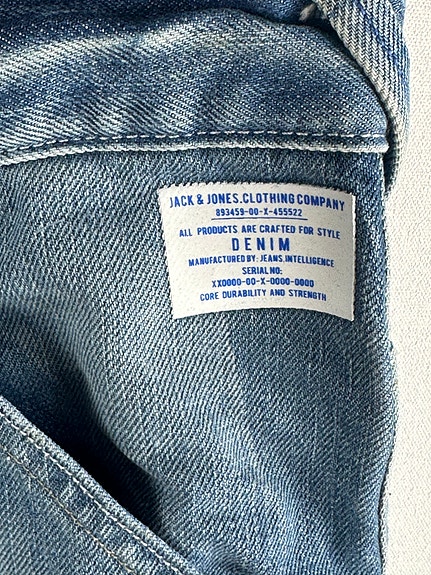 JACK & JONES.CLOTHING COMPANY
893459-00-X-455522
ALL PRODUCTS ARE CRAFTED FOR STYLE
DENIM
MANUFACTURED BY: JEANS.INTELLIGENCE
SERIAL NO:
XX0000-00-X-0000-0000
CORE DURABILITY AND STRENGTH